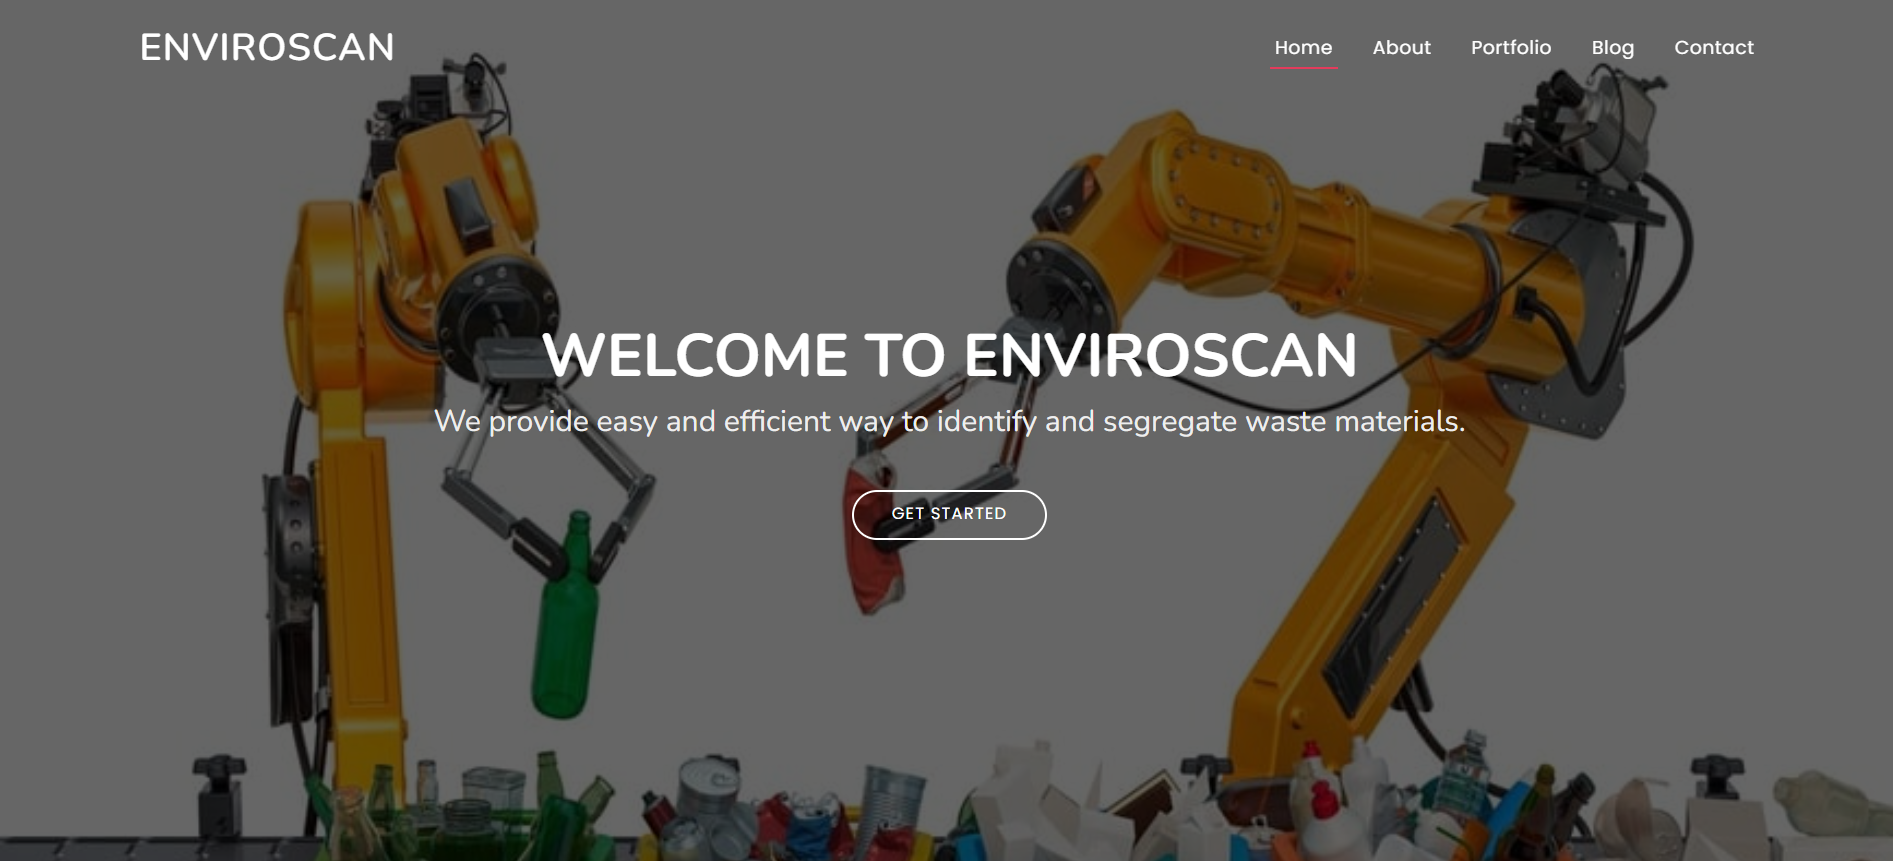 ENVIROSCAN
Home About Portfolio Blog Contact
WELCOME TO ENVIROSCAN
We provide easy and efficient way to identify and segregate waste materials.
GET STARTED